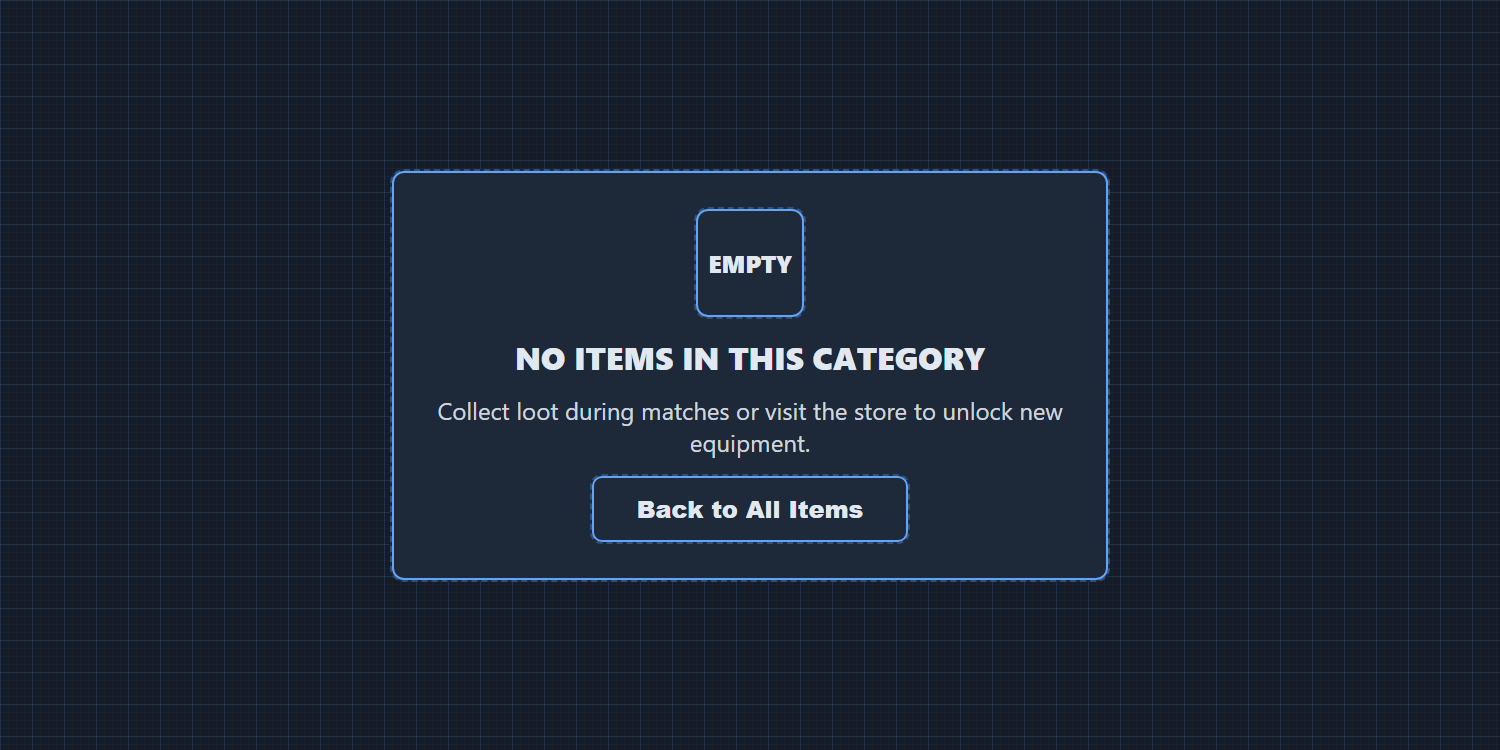 EMPTY
NO ITEMS IN THIS CATEGORY
Collect loot during matches or visit the store to unlock new
equipment.
Back to All Items